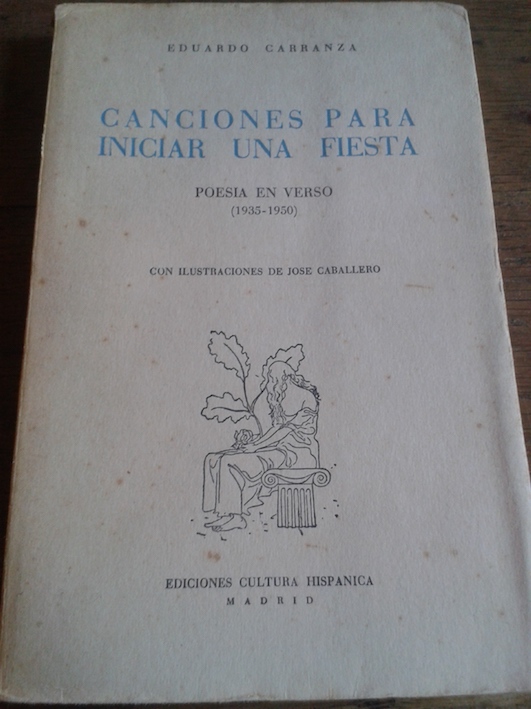 EDUARDO CARRANZA
CANCIONES PARA
INICIAR UNA FIESTA
POESIA EN VERSO
(1935-1950)
CON ILUSTRACIONES DE JOSE CABALLERO
EDICIONES CULTURA HISPANICA
MADRID